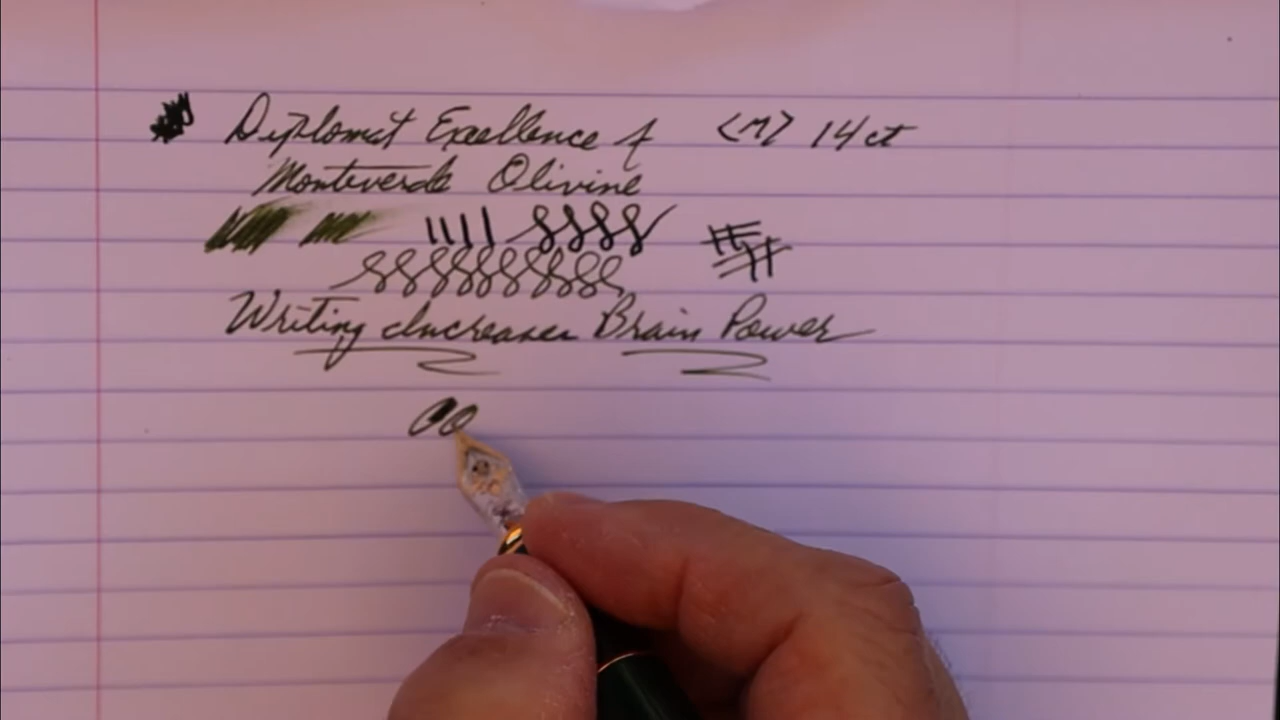 Diplomat Excellence A <M> 14ct
Monteverde Olivine
Writing Increases Brain Power